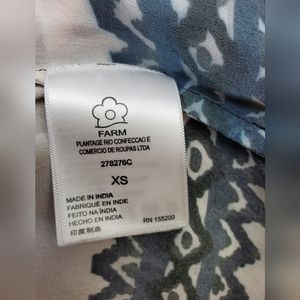 FARM
PLANTAGE RIO CONFECCAO E
COMERCIO DE ROUPAS LTDA
278276C
XS
MADE IN INDIA
FABRIQUÉ EN INDE
FEITO NA ÍNDIA
HECHO EN INDIA
RN 155200
印度制造